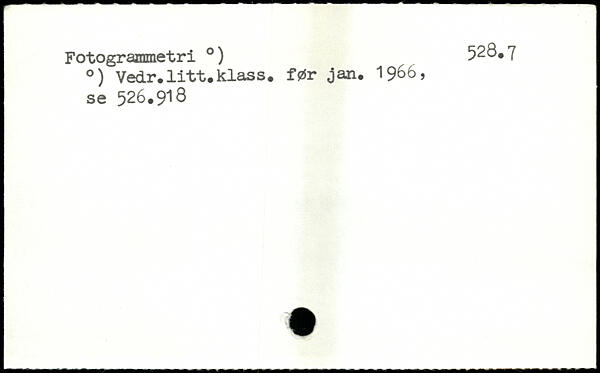 Fotogrammetri °) 528.7
°) Vedr.litt.klass. før jan. 1966,
se 526.918